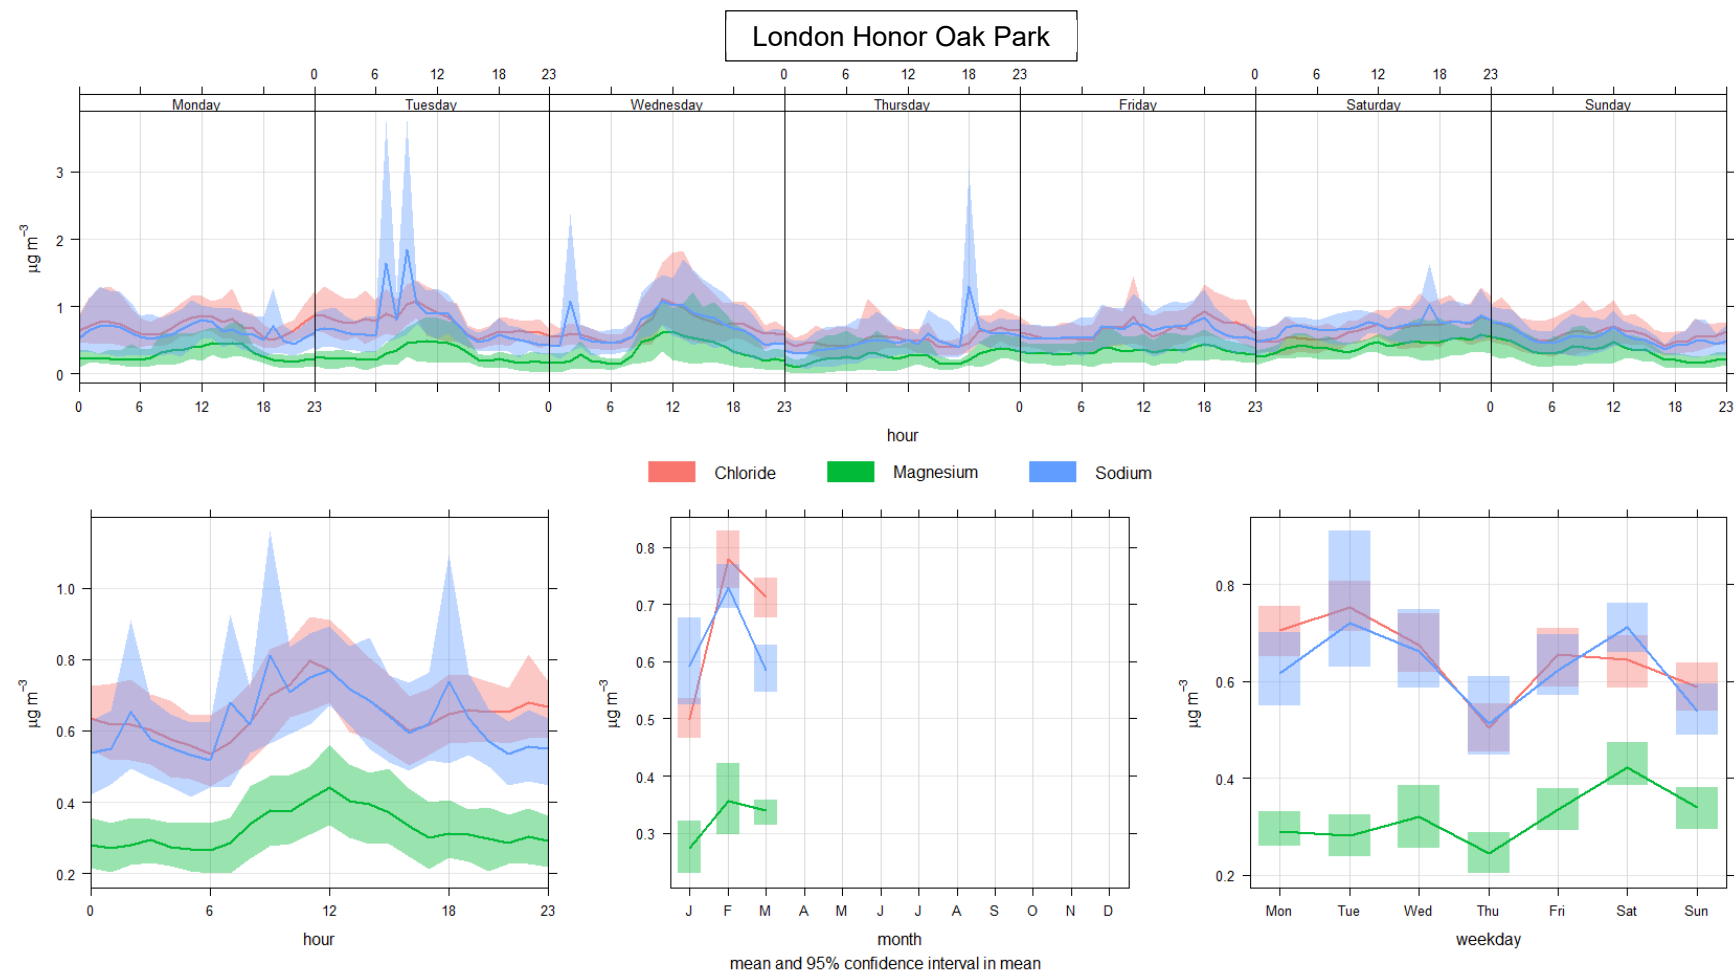 London Honor Oak Park
0 6 12 18 23 0 6 12 18 23 0 6 12 18 23
Monday Tuesday Wednesday Thursday Friday Saturday Sunday
3
2
1
0
μg m⁻³
0 6 12 18 23 0 6 12 18 23 0 6 12 18 23 0 6 12 18 23
hour
Chloride Magnesium Sodium
1.0
0.8
0.6
0.4
0.2
μg m⁻³
0 6 12 18 23
hour
0.8
0.7
0.6
0.5
0.4
0.3
μg m⁻³
J F M A M J J A S O N D
month
0.8
0.6
0.4
0.2
μg m⁻³
Mon Tue Wed Thu Fri Sat Sun
weekday
mean and 95% confidence interval in mean